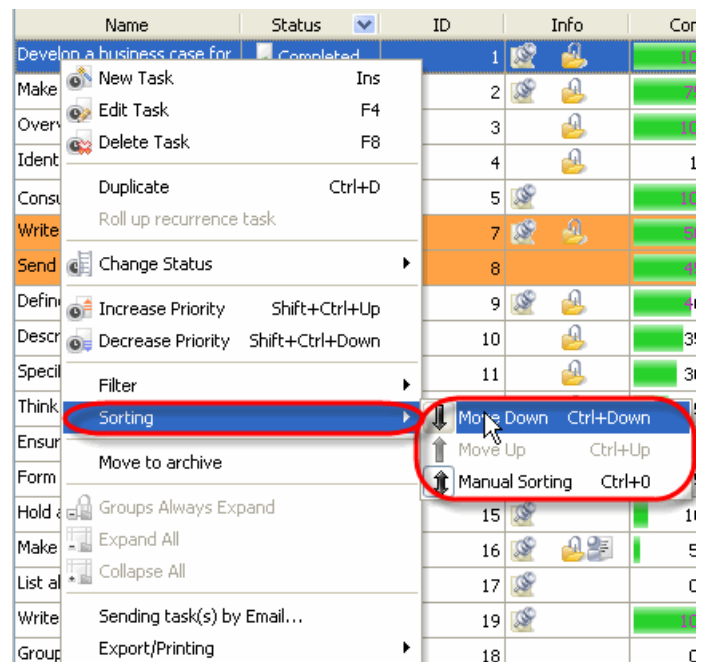 Name Status ID Info
Develop a business case for Completed 1
Make 2
3
Ident 4 1
Consu 5
Write 7
Send 8
9
10
11
Think
Ensur
Form
Hold a 15
Make 16 5
List al 17 0
Write 19
Group 18
New Task Ins
Edit Task F4
Delete Task F8
Duplicate Ctrl+D
Roll up recurrence task
Change Status
Increase Priority Shift+Ctrl+Up
Decrease Priority Shift+Ctrl+Down
Filter
Sorting
Move to archive
Groups Always Expand
Expand All
Collapse All
Sending task(s) by Email...
Export/Printing
Move Down Ctrl+Down
Move Up Ctrl+Up
Manual Sorting Ctrl+0